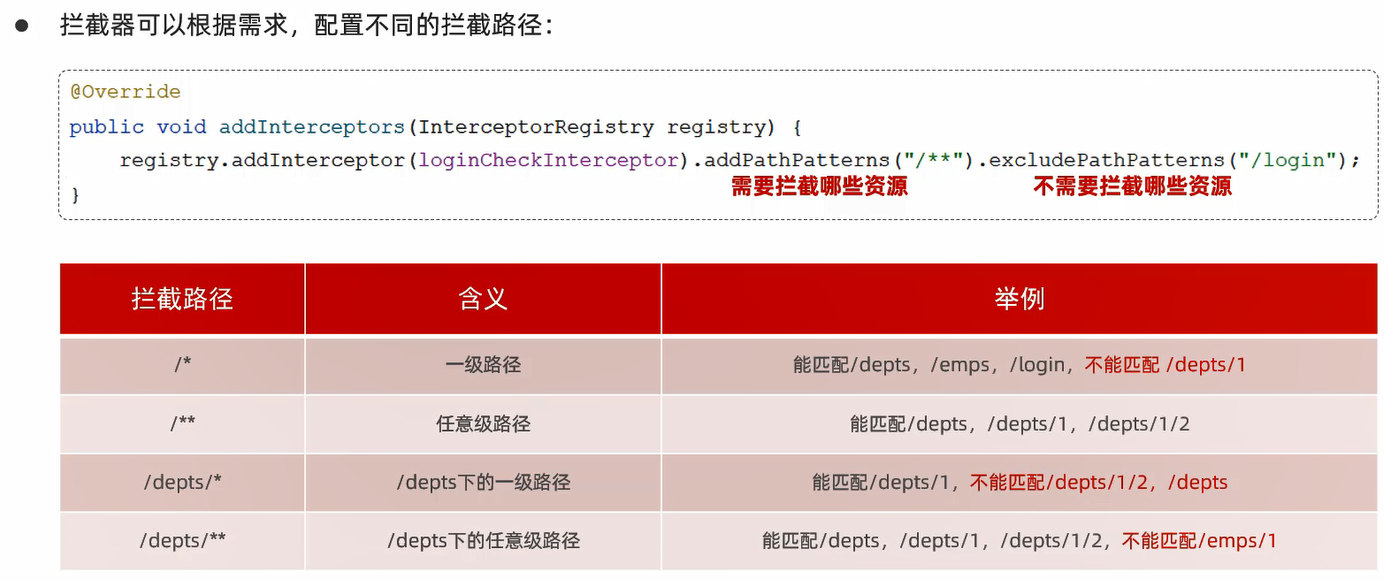 ● 拦截器可以根据需求，配置不同的拦截路径：
@Override
public void addInterceptors(InterceptorRegistry registry) {
registry.addInterceptor(loginCheckInterceptor).addPathPatterns("/**").excludePathPatterns("/login");
需要拦截哪些资源 不需要拦截哪些资源
}
拦截路径 含义 举例
/* 一级路径 能匹配/depts，/emps，/login，不能匹配 /depts/1
/** 任意级路径 能匹配/depts，/depts/1，/depts/1/2
/depts/* /depts下的一级路径 能匹配/depts/1，不能匹配/depts/1/2，/depts
/depts/** /depts下的任意级路径 能匹配/depts，/depts/1，/depts/1/2，不能匹配/emps/1